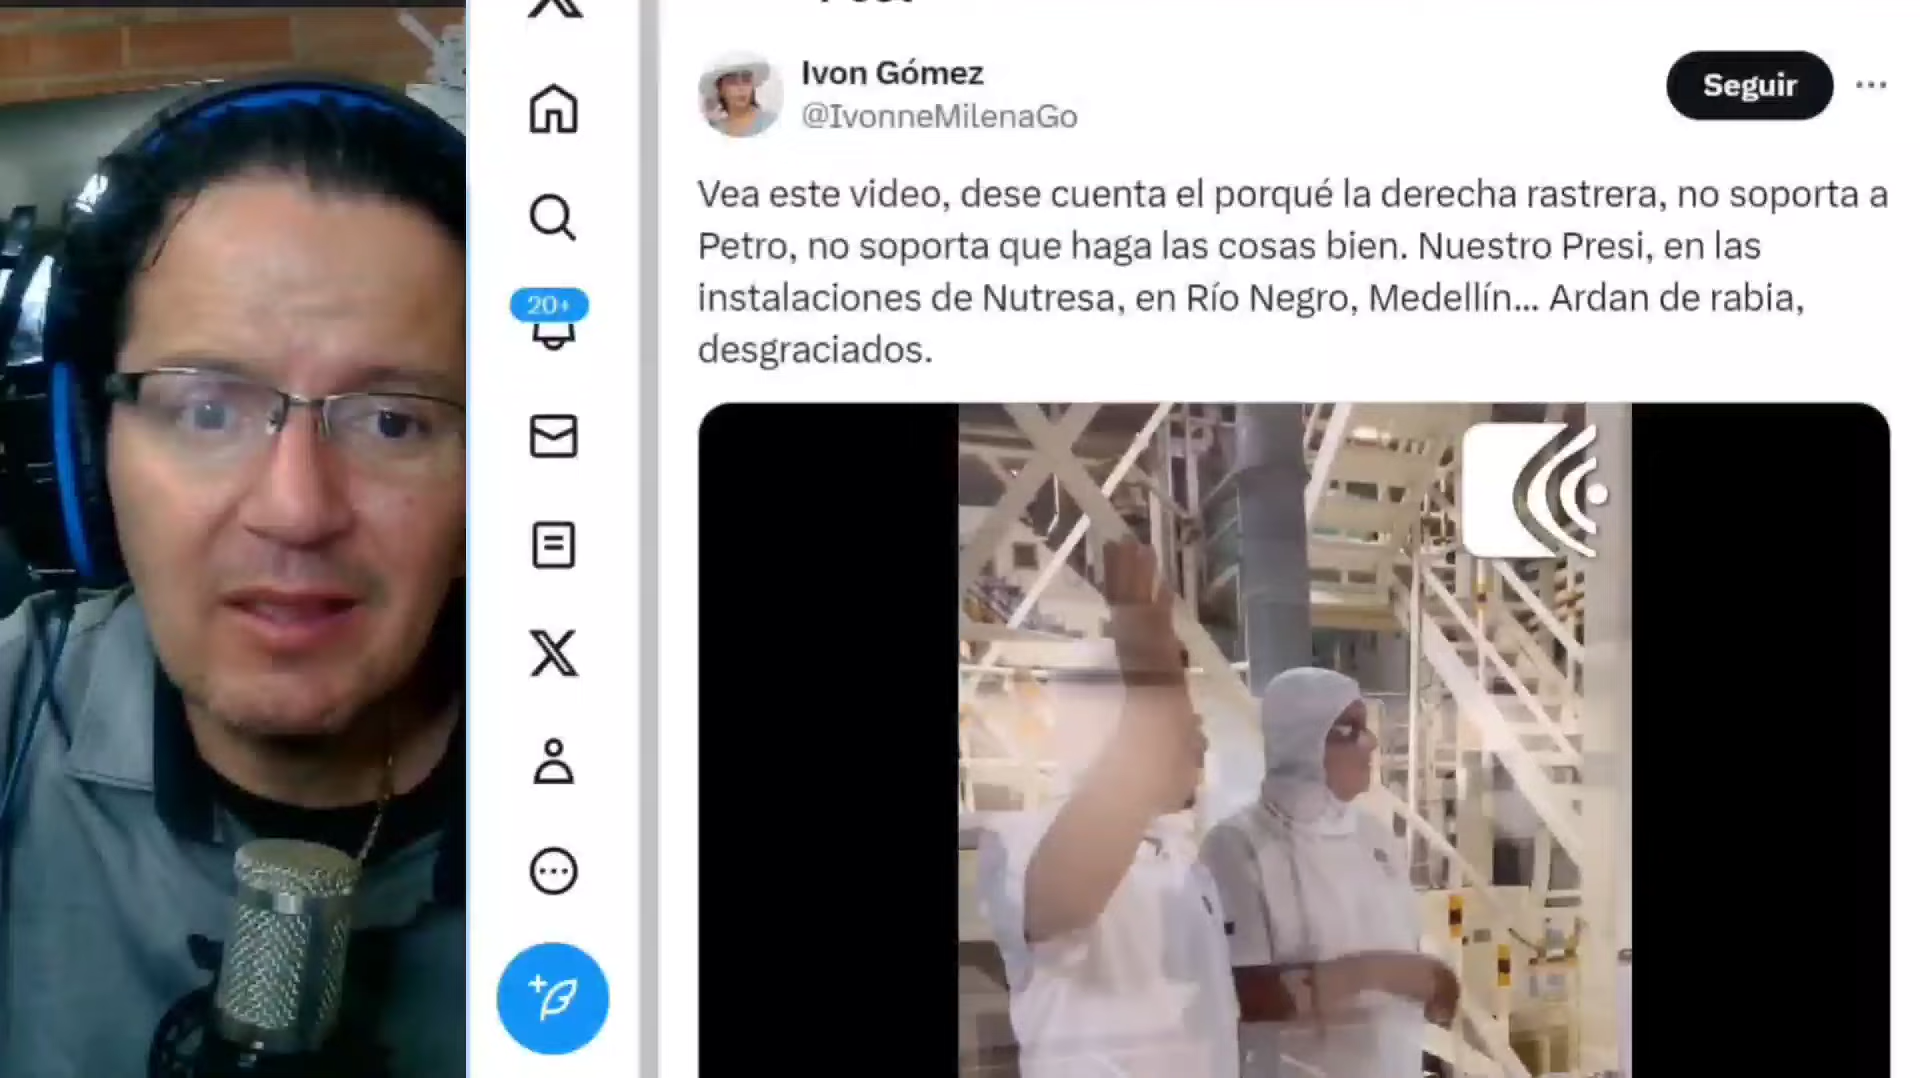 Ivon Gómez
@IvonneMilenaGo
Seguir
Vea este video, dese cuenta el porqué la derecha rastrera, no soporta a
Petro, no soporta que haga las cosas bien. Nuestro Presi, en las
instalaciones de Nutresa, en Río Negro, Medellín... Ardan de rabia,
desgraciados.
20+